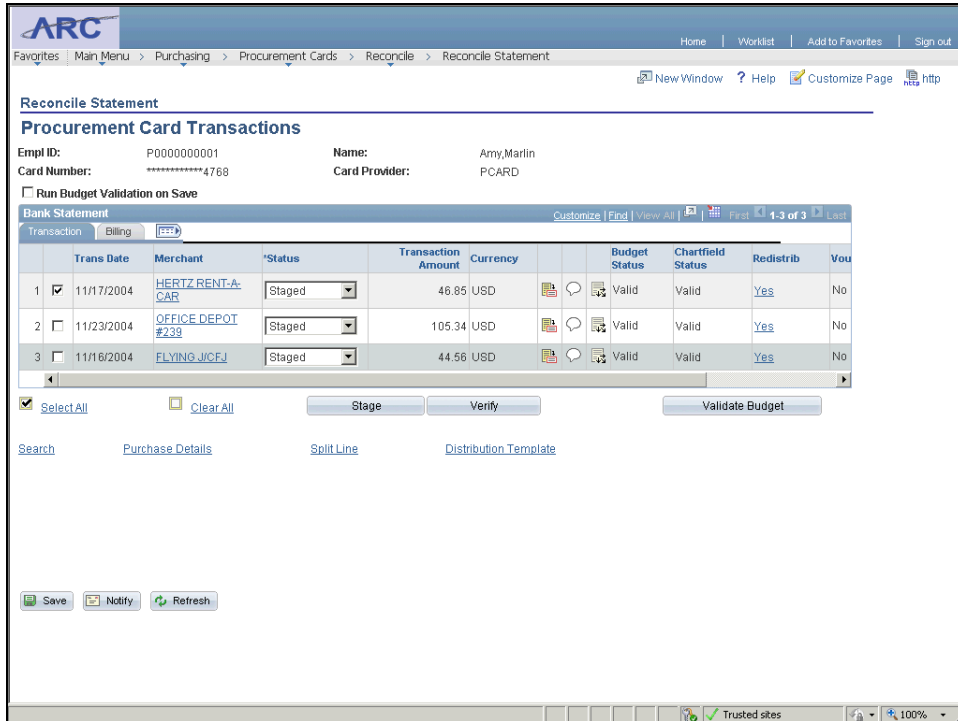 ARC
Home | Worklist | Add to Favorites | Sign out
Favorites Main Menu > Purchasing > Procurement Cards > Reconcile > Reconcile Statement
New Window ? Help Customize Page http
Reconcile Statement
Procurement Card Transactions
Empl ID: P0000000001 Name: Amy,Marlin
Card Number: ************4768 Card Provider: PCARD
Run Budget Validation on Save
Bank Statement Customize | Find | View All | First 1-3 of 3 Last
Transaction Billing
Trans Date Merchant *Status Transaction Amount Currency Budget Status Chartfield Status Redistrib Vou
1 11/17/2004 HERTZ RENT-A-CAR Staged 46.85 USD Valid Valid Yes No
2 11/23/2004 OFFICE DEPOT #239 Staged 105.34 USD Valid Valid Yes No
3 11/16/2004 FLYING J/CFJ Staged 44.56 USD Valid Valid Yes No
Select All Clear All Stage Verify Validate Budget
Search Purchase Details Split Line Distribution Template
Save Notify Refresh
Trusted sites 100%